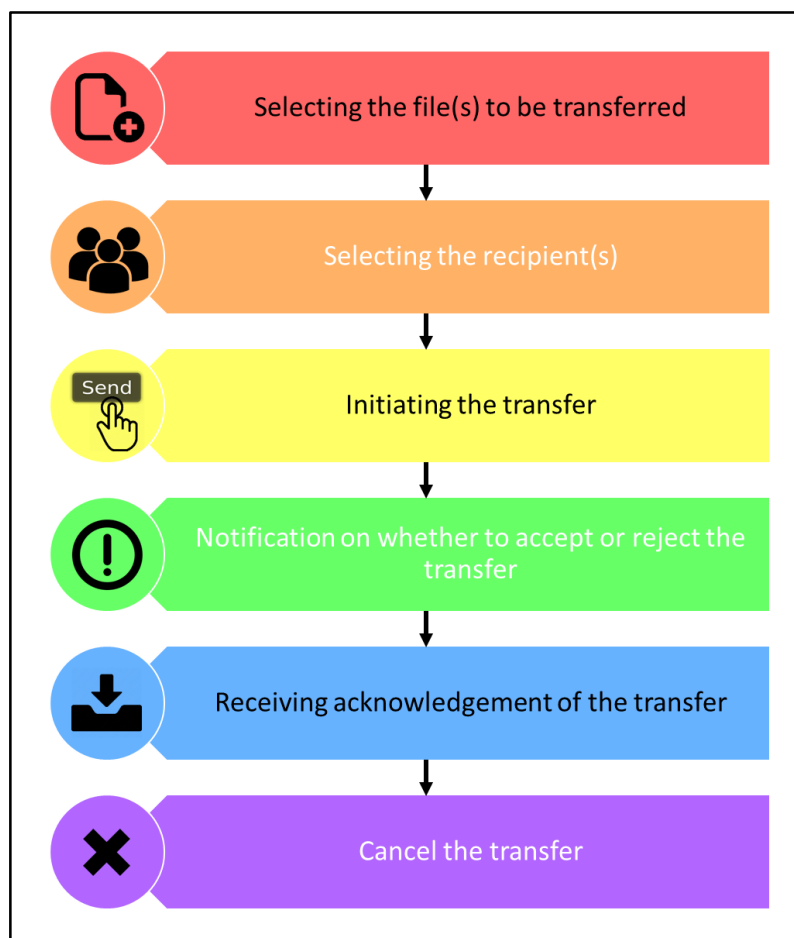 Selecting the file(s) to be transferred
Selecting the recipient(s)
Send
Initiating the transfer
Notification on whether to accept or reject the
transfer
Receiving acknowledgement of the transfer
Cancel the transfer